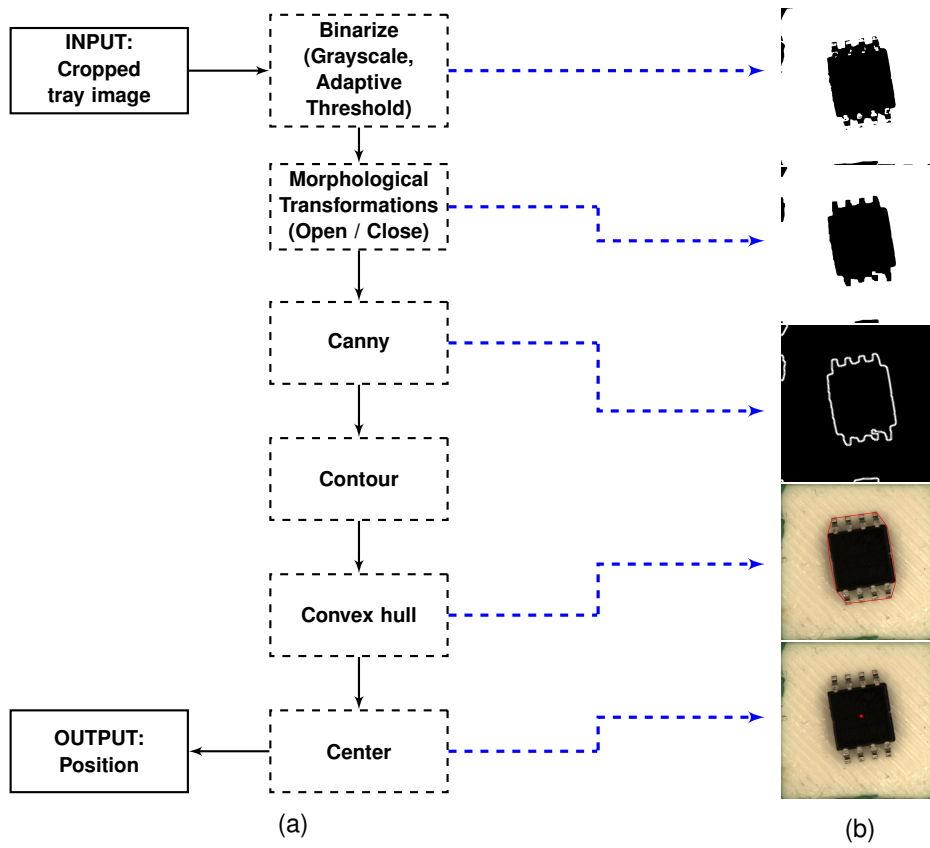 INPUT:
Cropped
tray image
Binarize
(Grayscale,
Adaptive
Threshold)
Morphological
Transformations
(Open / Close)
Canny
Contour
Convex hull
Center
OUTPUT:
Position
(a)
(b)